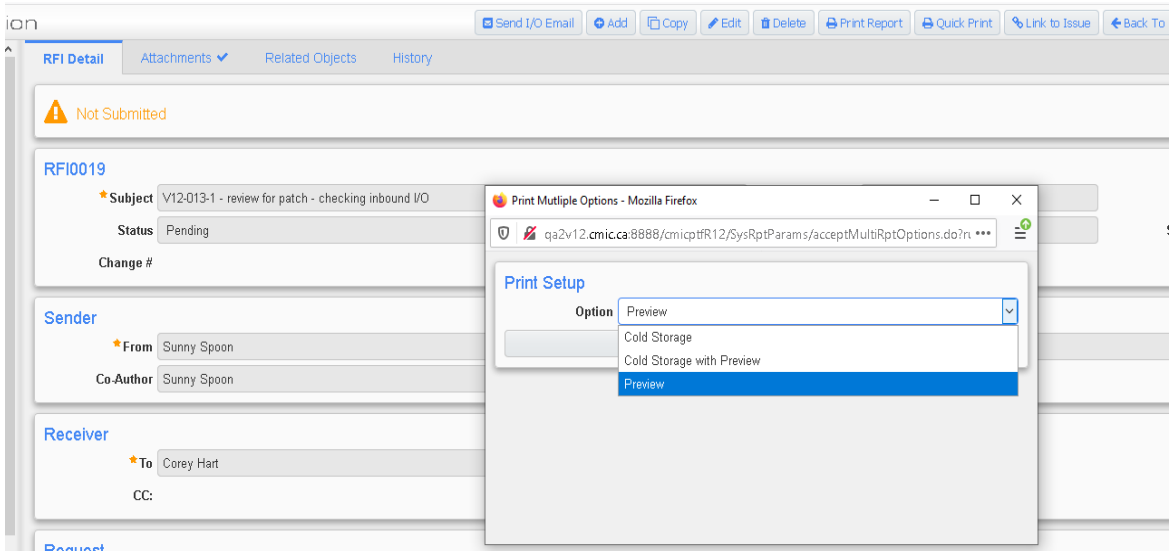 ion
Send I/O Email Add Copy Edit Delete Print Report Quick Print Link to Issue Back To
RFI Detail Attachments Related Objects History
Not Submitted
RFI0019
Subject V12-013-1 - review for patch - checking inbound I/O
Status Pending
Change #
Sender
From Sunny Spoon
Co-Author Sunny Spoon
Receiver
To Corey Hart
CC:
Request
Print Mutliple Options - Mozilla Firefox
qa2v12.cmic.ca:8888/cmicptfR12/SysRptParams/acceptMultiRptOptions.do?r
Print Setup
Option Preview
Cold Storage
Cold Storage with Preview
Preview